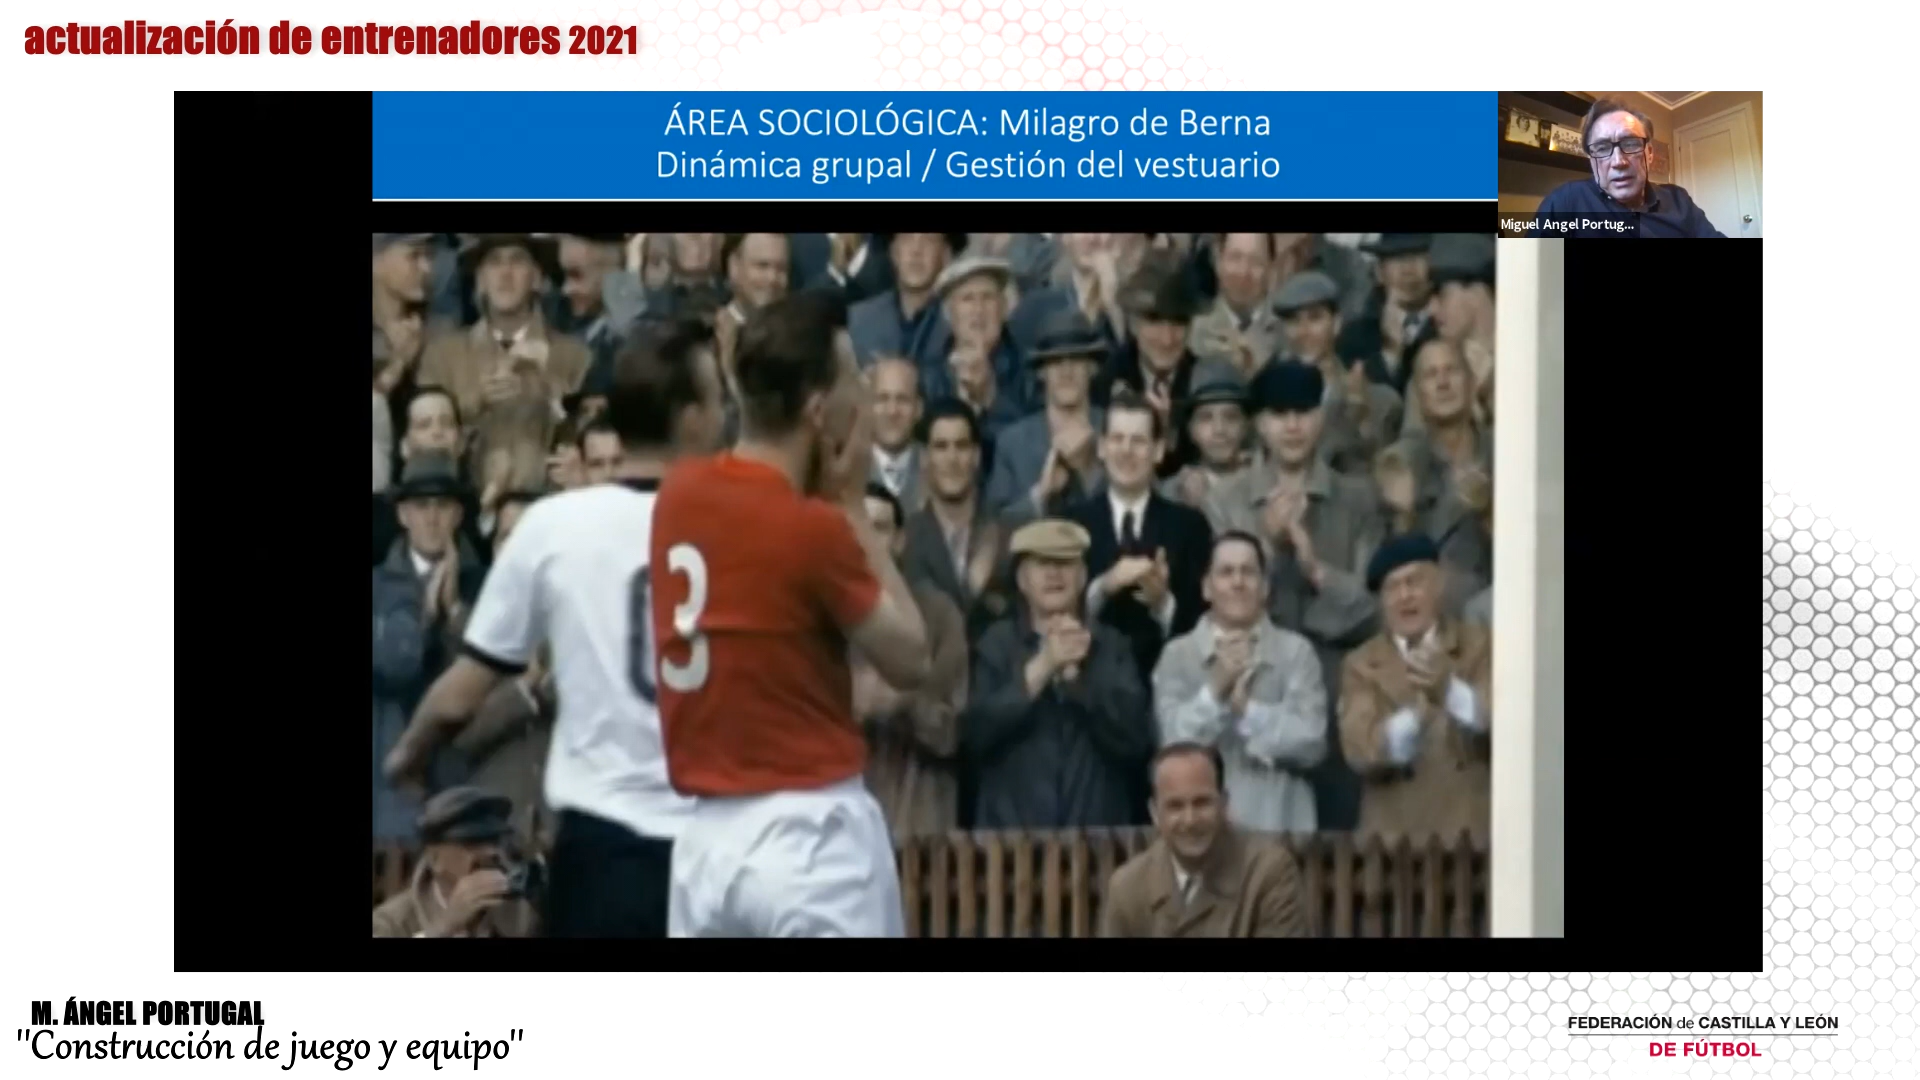 actualización de entrenadores 2021
ÁREA SOCIOLÓGICA: Milagro de Berna
Dinámica grupal / Gestión del vestuario
Miguel Angel Portug...
3
M. ÁNGEL PORTUGAL
"Construcción de juego y equipo"
FEDERACIÓN de CASTILLA Y LEÓN
DE FÚTBOL